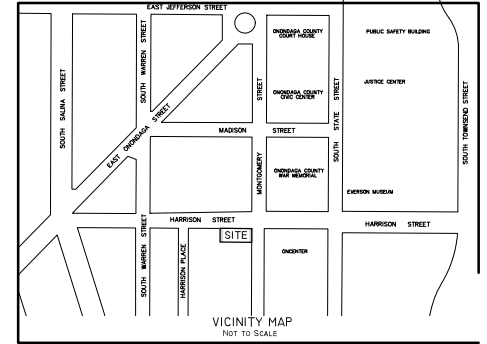 EAST JEFFERSON STREET
SOUTH SALINA STREET
SOUTH WARREN STREET
EAST ONONDAGA STREET
ONONDAGA COUNTY
COURT HOUSE
PUBLIC SAFETY BUILDING
ONONDAGA COUNTY
CIVIC CENTER
JUSTICE CENTER
MONTGOMERY STREET
SOUTH STATE STREET
SOUTH TOWNSEND STREET
MADISON STREET
ONONDAGA COUNTY
WAR MEMORIAL
EVERSON MUSEUM
HARRISON STREET
HARRISON STREET
SOUTH WARREN STREET
HARRISON PLACE
SITE
ONCENTER
VICINITY MAP
NOT TO SCALE